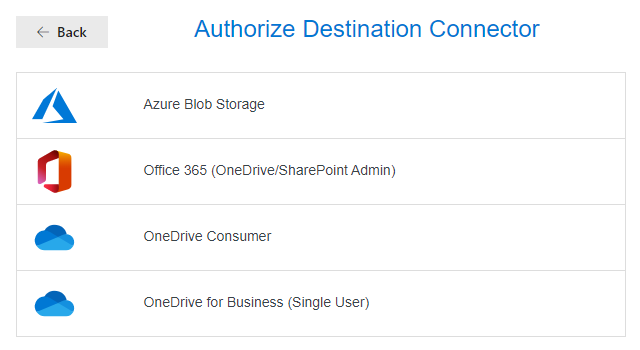 Back
Authorize Destination Connector
Azure Blob Storage
Office 365 (OneDrive/SharePoint Admin)
OneDrive Consumer
OneDrive for Business (Single User)